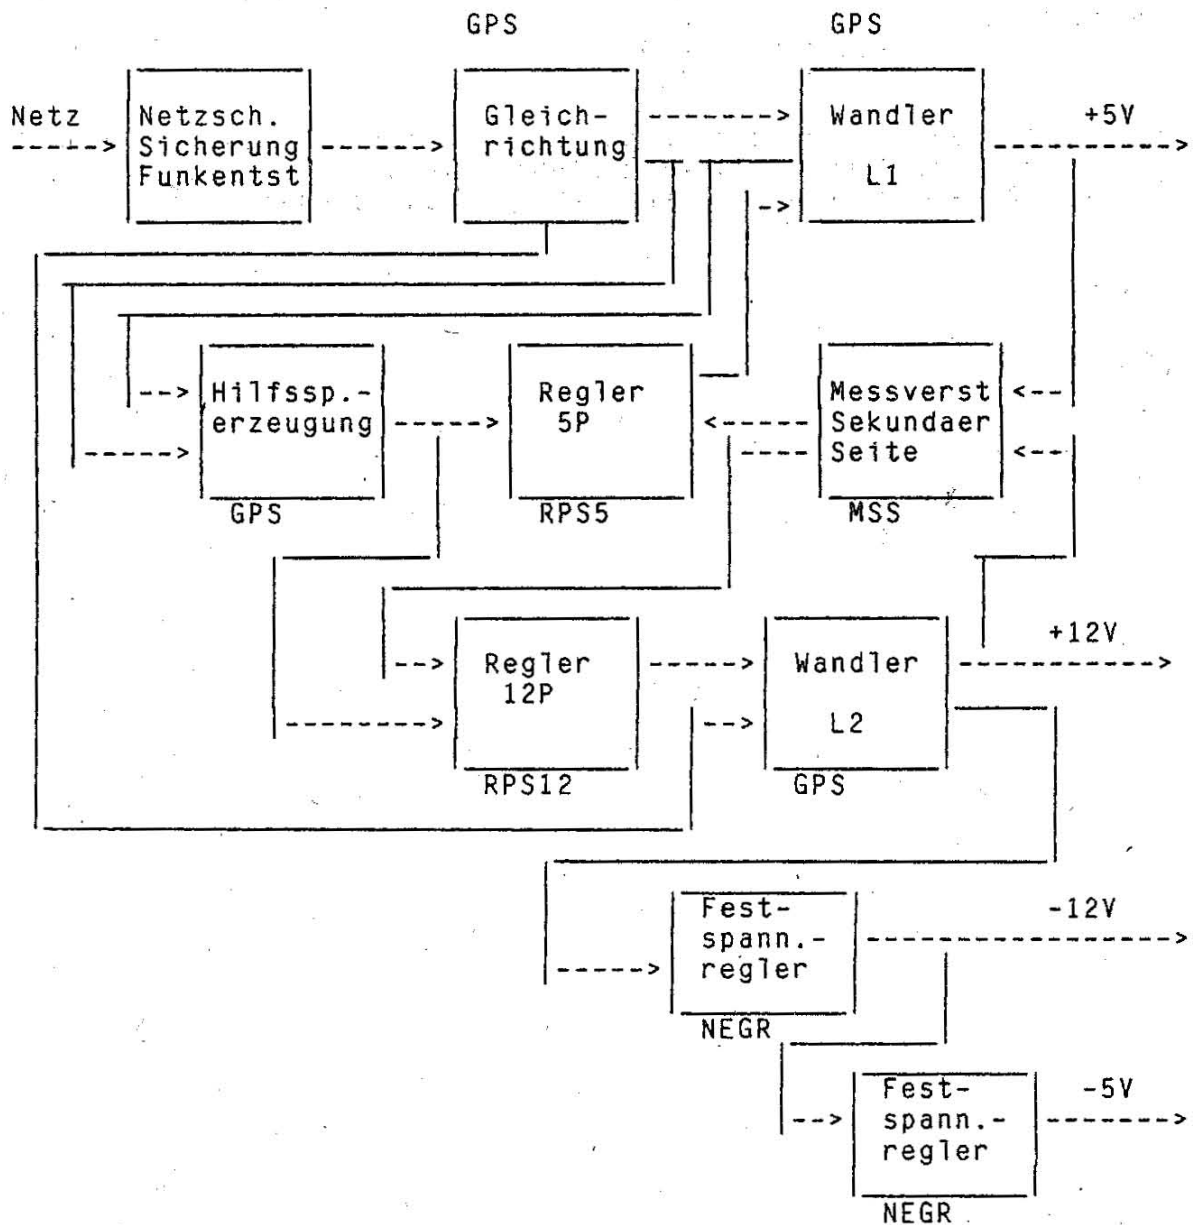 GPS
GPS
Netz
Netzsch.
Sicherung
Funkentst
Gleich-
richtung
Wandler
L1
+5V
Hilfssp.-
erzeugung
GPS
Regler
5P
RPS5
Messverst
Sekundaer
Seite
MSS
Regler
12P
RPS12
Wandler
L2
GPS
+12V
Fest-
spann.-
regler
NEGR
-12V
Fest-
spann.-
regler
NEGR
-5V